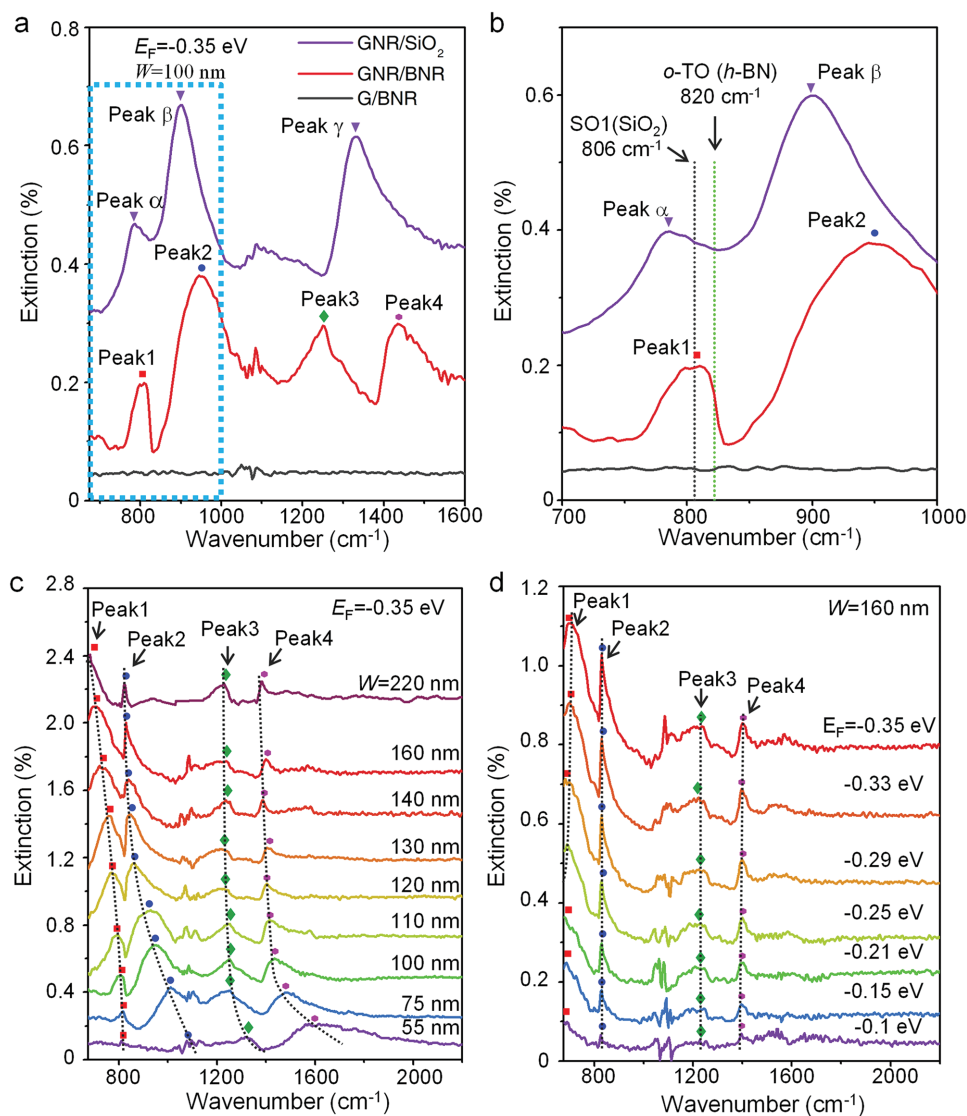 a
E_F=-0.35 eV
W=100 nm
GNR/SiO₂
GNR/BNR
G/BNR
Peak β
Peak γ
Peak α
Peak2
Peak3
Peak4
Peak1
Extinction (%)
0.8
0.6
0.4
0.2
0
800 1000 1200 1400 1600
Wavenumber (cm⁻¹)
b
o-TO (h-BN)
820 cm⁻¹
Peak β
SO1(SiO₂)
806 cm⁻¹
Peak α
Peak2
Peak1
Extinction (%)
0.6
0.4
0.2
0
700 800 900 1000
Wavenumber (cm⁻¹)
c
Peak1
E_F=-0.35 eV
Peak2
Peak3
Peak4
W=220 nm
160 nm
140 nm
130 nm
120 nm
110 nm
100 nm
75 nm
55 nm
Extinction (%)
2.8
2.4
2.0
1.6
1.2
0.8
0.4
0
800 1200 1600 2000
Wavenumber (cm⁻¹)
d
Peak1
W=160 nm
Peak2
Peak3
Peak4
E_F=-0.35 eV
-0.33 eV
-0.29 eV
-0.25 eV
-0.21 eV
-0.15 eV
-0.1 eV
Extinction (%)
1.2
1.0
0.8
0.6
0.4
0.2
0
800 1200 1600 2000
Wavenumber (cm⁻¹)